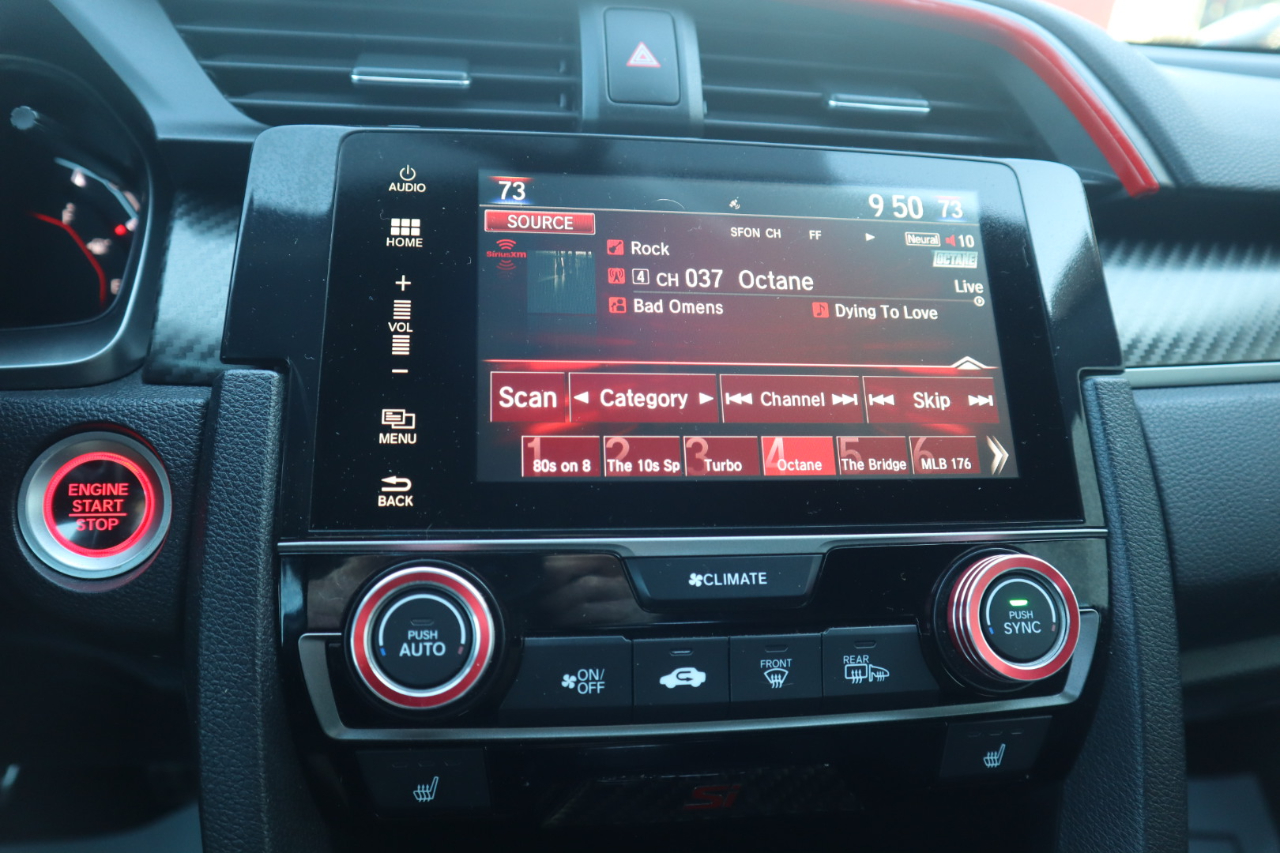 AUDIO
HOME
+
VOL
−
MENU
BACK
73
9 50 73
SOURCE
SFON CH FF
Neural 10
SiriusXm
Rock
OCTANE
4 CH 037 Octane
Live
Bad Omens
Dying To Love
Scan Category Channel Skip
1 80s on 8
2 The 10s Sp
3 Turbo
4 Octane
5 The Bridge
6 MLB 176
ENGINE
START
STOP
CLIMATE
PUSH
AUTO
PUSH
SYNC
ON/
OFF
FRONT
REAR
Si